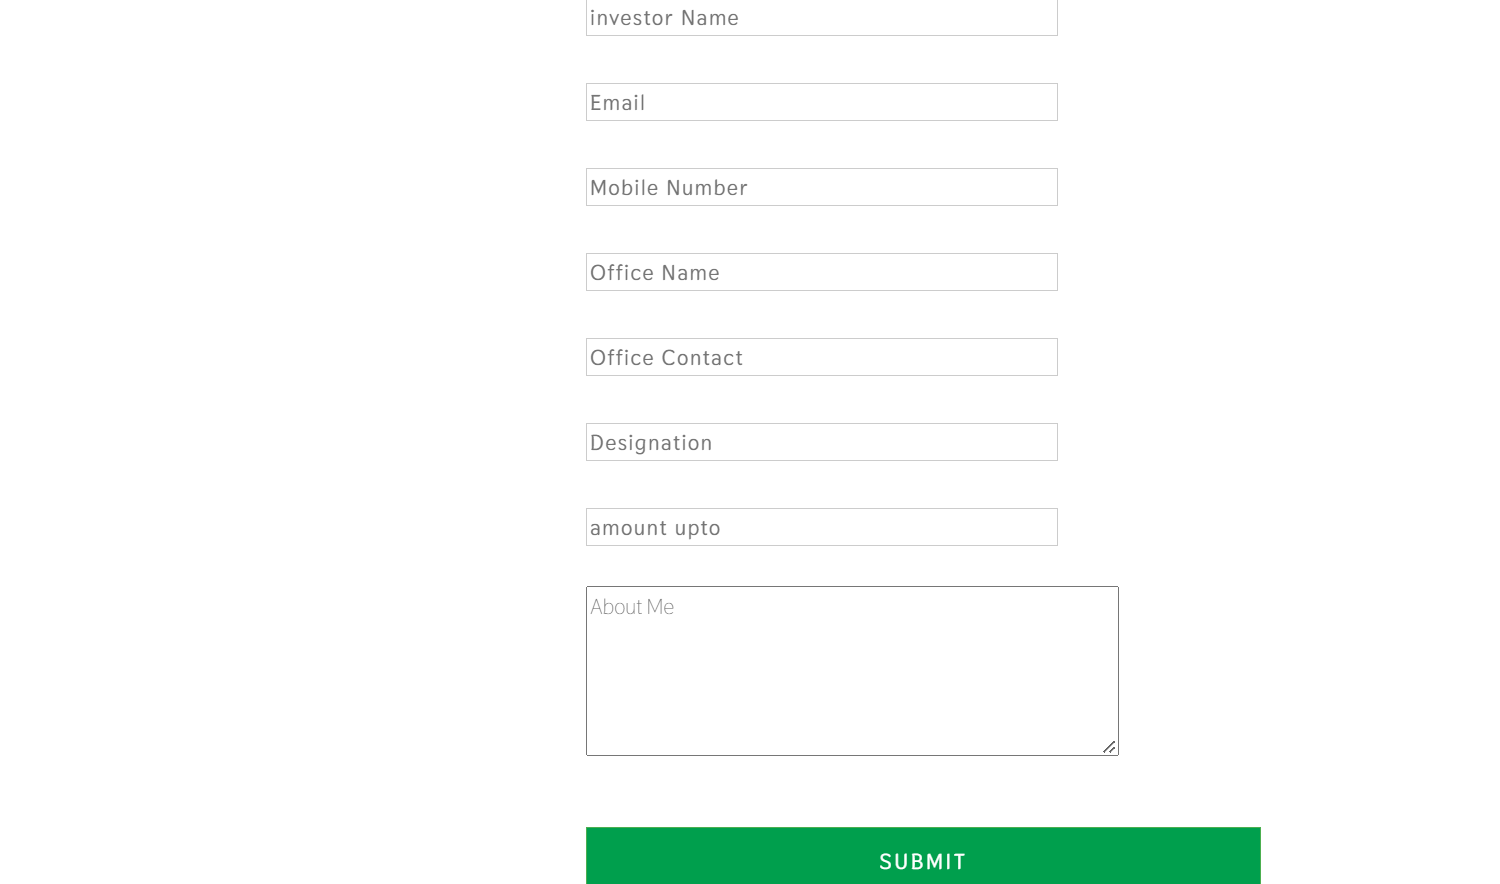 investor Name
Email
Mobile Number
Office Name
Office Contact
Designation
amount upto
About Me
SUBMIT